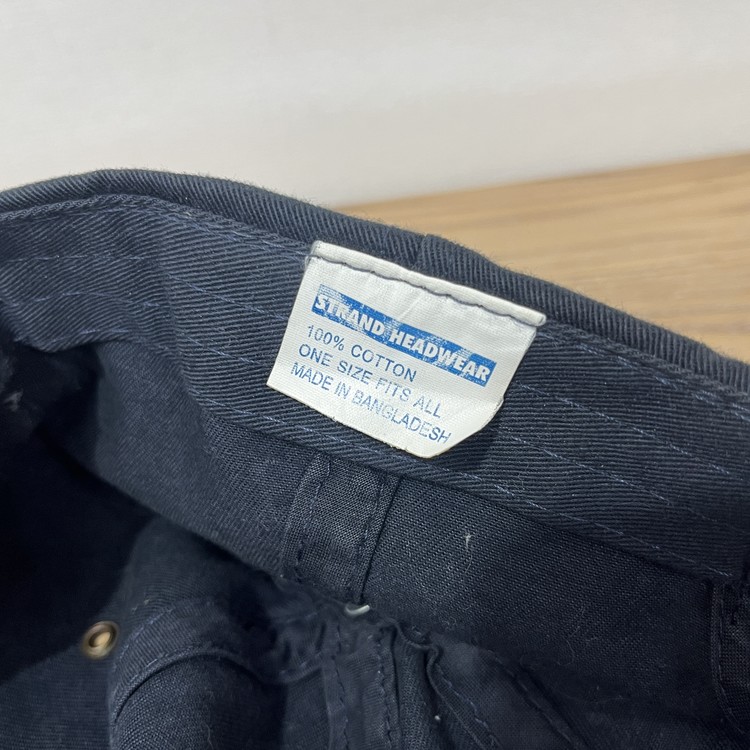 STRAND HEADWEAR
100% COTTON
ONE SIZE FITS ALL
MADE IN BANGLADESH